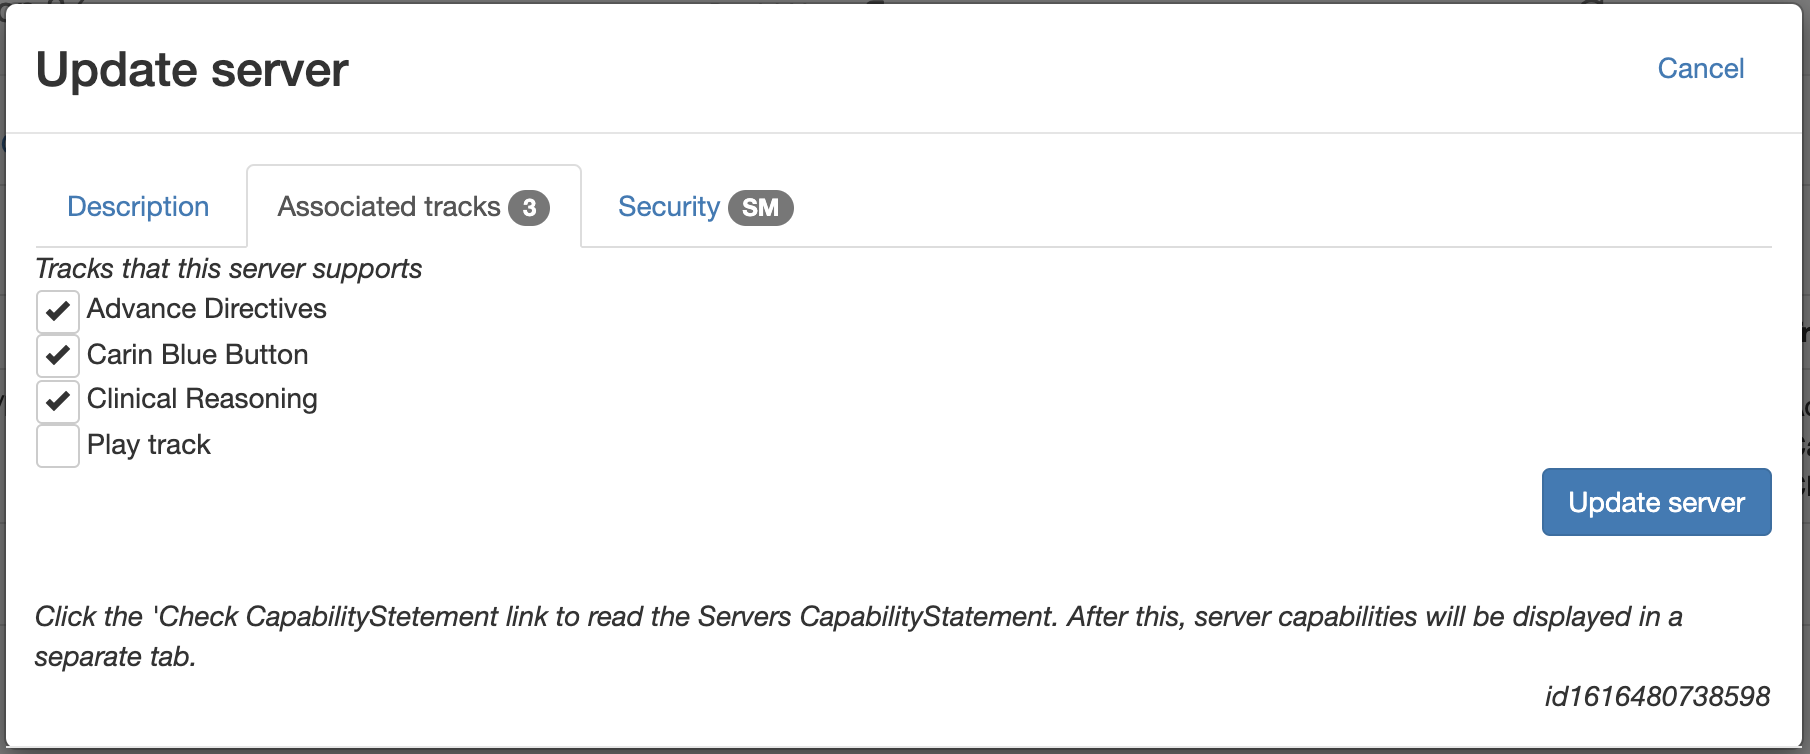 Update server
Cancel
Description
Associated tracks 3
Security SM
Tracks that this server supports
Advance Directives
Carin Blue Button
Clinical Reasoning
Play track
Update server
Click the 'Check CapabilityStetement link to read the Servers CapabilityStatement. After this, server capabilities will be displayed in a
separate tab.
id1616480738598